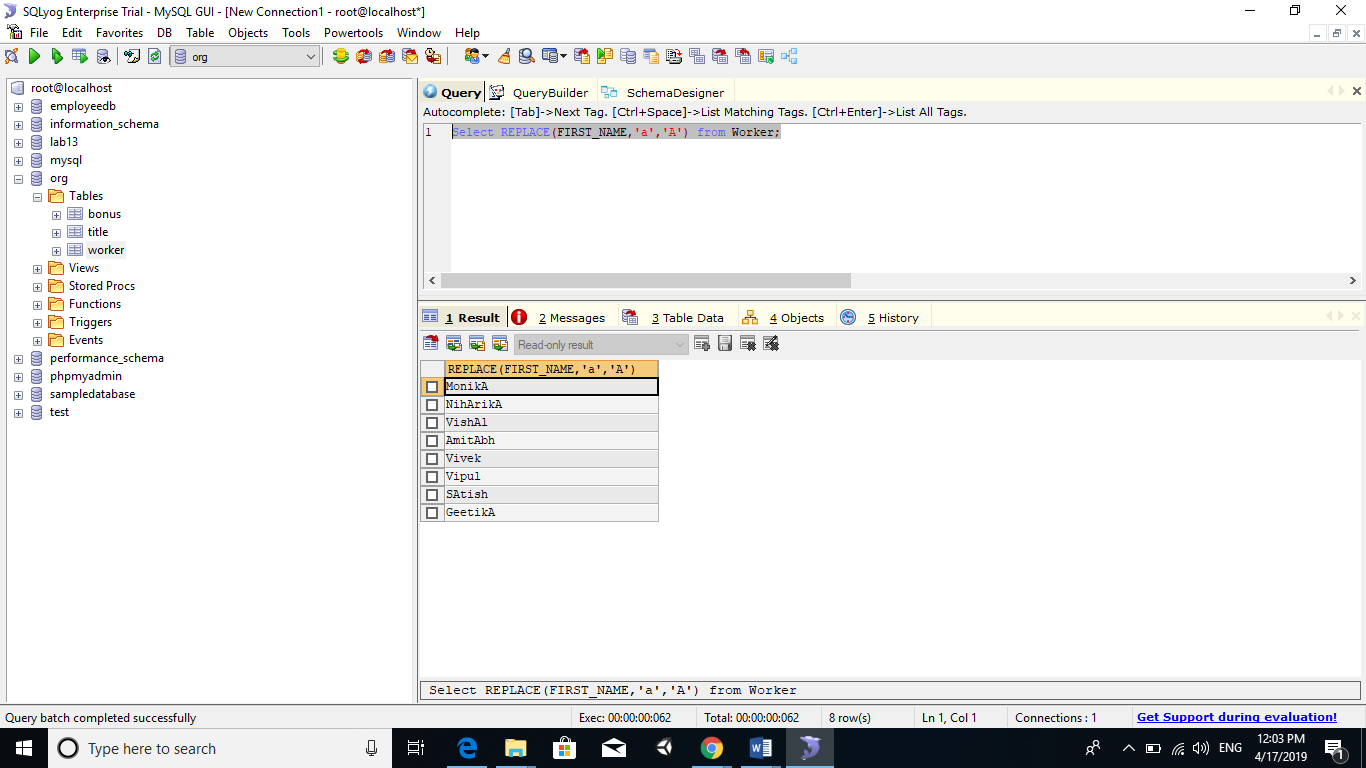 SQLyog Enterprise Trial - MySQL GUI - [New Connection1 - root@localhost*]
File Edit Favorites DB Table Objects Tools Powertools Window Help
org
root@localhost
employeedb
information_schema
lab13
mysql
org
Tables
bonus
title
worker
Views
Stored Procs
Functions
Triggers
Events
performance_schema
phpmyadmin
sampledatabase
test
Query QueryBuilder SchemaDesigner
Autocomplete: [Tab]->Next Tag. [Ctrl+Space]->List Matching Tags. [Ctrl+Enter]->List All Tags.
1 Select REPLACE(FIRST_NAME,'a','A') from Worker;
1 Result 2 Messages 3 Table Data 4 Objects 5 History
Read-only result
REPLACE(FIRST_NAME,'a','A')
MonikA
NihArikA
VishAl
AmitAbh
Vivek
Vipul
SAtish
GeetikA
Select REPLACE(FIRST_NAME,'a','A') from Worker
Query batch completed successfully Exec: 00:00:00:062 Total: 00:00:00:062 8 row(s) Ln 1, Col 1 Connections : 1 Get Support during evaluation!
Type here to search
ENG
12:03 PM
4/17/2019
1